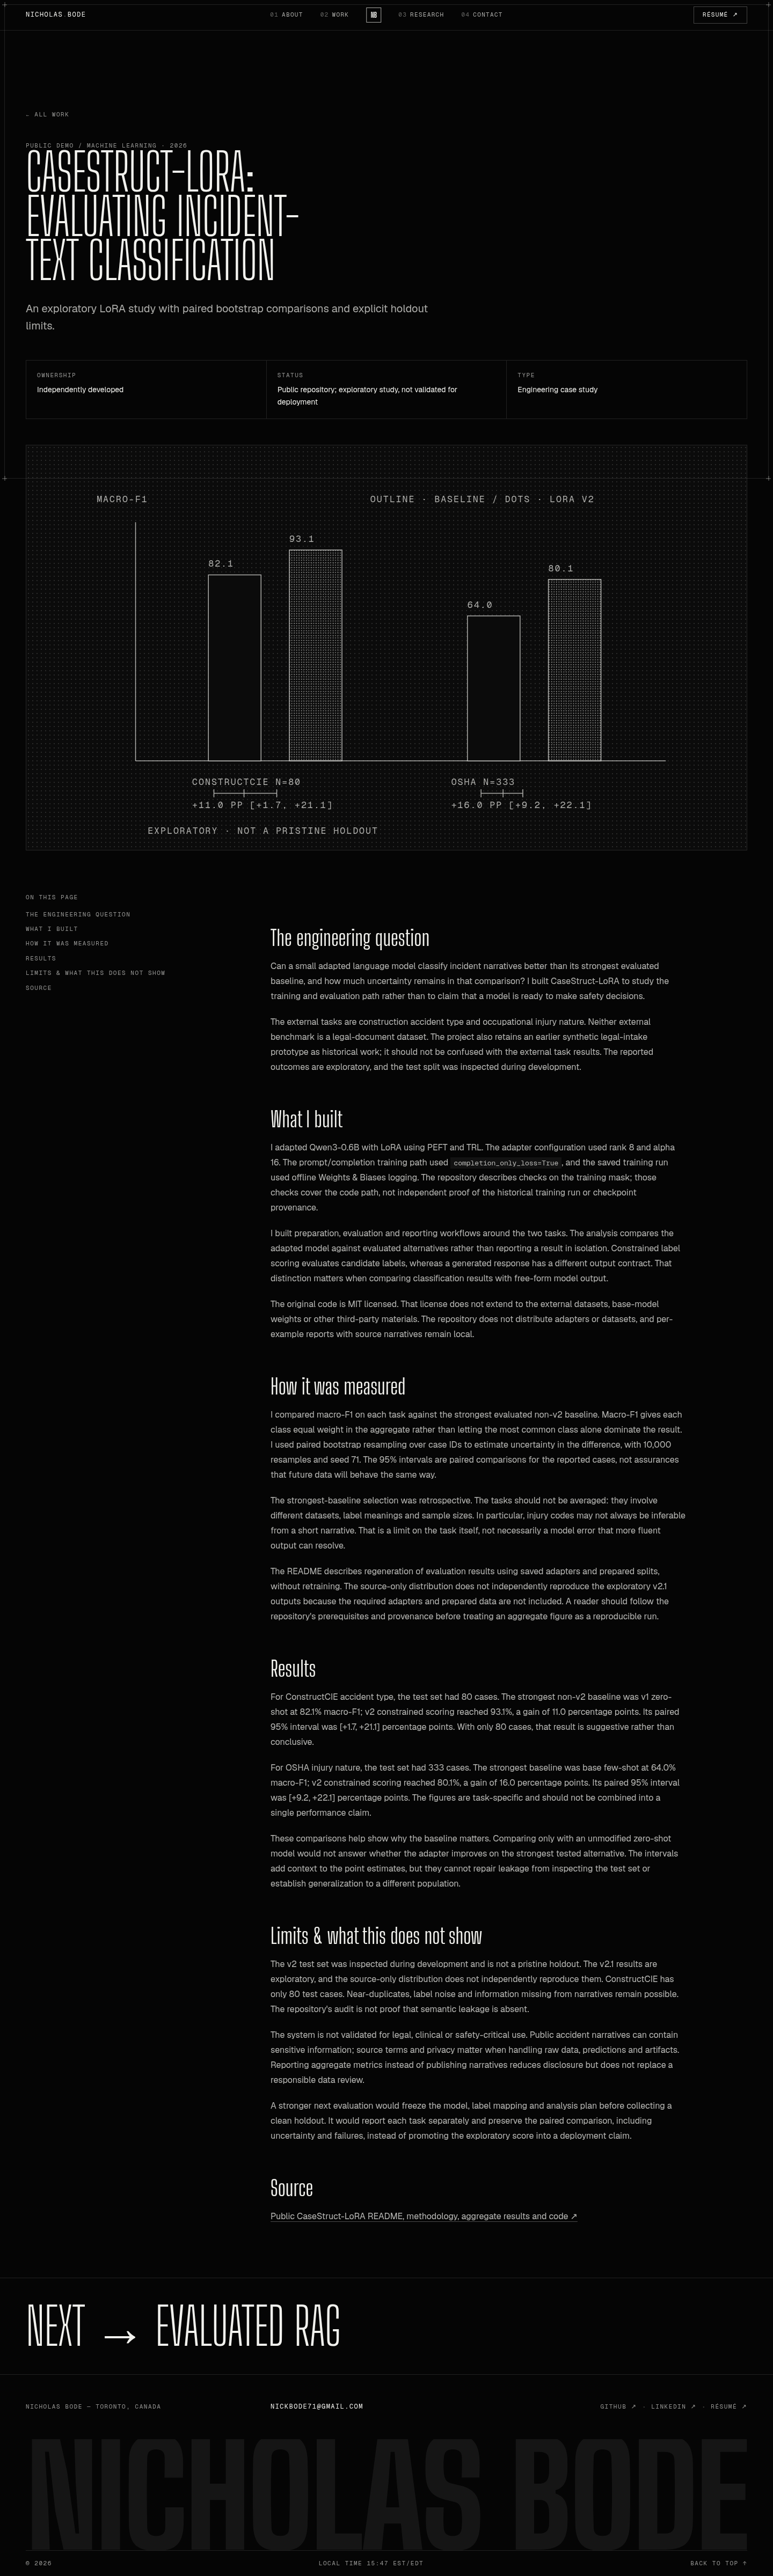 NICHOLAS BODE
01 ABOUT
02 WORK
03 RESEARCH
04 CONTACT
RÉSUMÉ ↗
← ALL WORK
PUBLIC DEMO / MACHINE LEARNING · 2026
CASESTRUCT-LORA:
EVALUATING INCIDENT-
TEXT CLASSIFICATION
An exploratory LoRA study with paired bootstrap comparisons and explicit holdout
limits.
OWNERSHIP
Independently developed
STATUS
Public repository; exploratory study, not validated for
deployment
TYPE
Engineering case study
MACRO-F1
OUTLINE · BASELINE / DOTS · LORA V2
82.1
93.1
64.0
80.1
CONSTRUCTCIE N=80
+11.0 PP [+1.7, +21.1]
OSHA N=333
+16.0 PP [+9.2, +22.1]
EXPLORATORY · NOT A PRISTINE HOLDOUT
ON THIS PAGE
THE ENGINEERING QUESTION
WHAT I BUILT
HOW IT WAS MEASURED
RESULTS
LIMITS & WHAT THIS DOES NOT SHOW
SOURCE
The engineering question
Can a small adapted language model classify incident narratives better than its strongest evaluated
baseline, and how much uncertainty remains in that comparison? I built CaseStruct-LoRA to study the
training and evaluation path rather than to claim that a model is ready to make safety decisions.
The external tasks are construction accident type and occupational injury nature. Neither external
benchmark is a legal-document dataset. The project also retains an earlier synthetic legal-intake
prototype as historical work; it should not be confused with the external task results. The reported
outcomes are exploratory, and the test split was inspected during development.
What I built
I adapted Qwen3-0.6B with LoRA using PEFT and TRL. The adapter configuration used rank 8 and alpha
16. The prompt/completion training path used completion_only_loss=True, and the saved training run
used offline Weights & Biases logging. The repository describes checks on the training mask; those
checks cover the code path, not independent proof of the historical training run or checkpoint
provenance.
I built preparation, evaluation and reporting workflows around the two tasks. The analysis compares the
adapted model against evaluated alternatives rather than reporting a result in isolation. Constrained label
scoring evaluates candidate labels, whereas a generated response has a different output contract. That
distinction matters when comparing classification results with free-form model output.
The original code is MIT licensed. That license does not extend to the external datasets, base-model
weights or other third-party materials. The repository does not distribute adapters or datasets, and per-
example reports with source narratives remain local.
How it was measured
I compared macro-F1 on each task against the strongest evaluated non-v2 baseline. Macro-F1 gives each
class equal weight in the aggregate rather than letting the most common class alone dominate the result.
I used paired bootstrap resampling over case IDs to estimate uncertainty in the difference, with 10,000
resamples and seed 71. The 95% intervals are paired comparisons for the reported cases, not assurances
that future data will behave the same way.
The strongest-baseline selection was retrospective. The tasks should not be averaged: they involve
different datasets, label meanings and sample sizes. In particular, injury codes may not always be inferable
from a short narrative. That is a limit on the task itself, not necessarily a model error that more fluent
output can resolve.
The README describes regeneration of evaluation results using saved adapters and prepared splits,
without retraining. The source-only distribution does not independently reproduce the exploratory v2.1
outputs because the required adapters and prepared data are not included. A reader should follow the
repository's prerequisites and provenance before treating an aggregate figure as a reproducible run.
Results
For ConstructCIE accident type, the test set had 80 cases. The strongest non-v2 baseline was v1 zero-
shot at 82.1% macro-F1; v2 constrained scoring reached 93.1%, a gain of 11.0 percentage points. Its paired
95% interval was [+1.7, +21.1] percentage points. With only 80 cases, that result is suggestive rather than
conclusive.
For OSHA injury nature, the test set had 333 cases. The strongest baseline was base few-shot at 64.0%
macro-F1; v2 constrained scoring reached 80.1%, a gain of 16.0 percentage points. Its paired 95% interval
was [+9.2, +22.1] percentage points. The figures are task-specific and should not be combined into a
single performance claim.
These comparisons help show why the baseline matters. Comparing only with an unmodified zero-shot
model would not answer whether the adapter improves on the strongest tested alternative. The intervals
add context to the point estimates, but they cannot repair leakage from inspecting the test set or
establish generalization to a different population.
Limits & what this does not show
The v2 test set was inspected during development and is not a pristine holdout. The v2.1 results are
exploratory, and the source-only distribution does not independently reproduce them. ConstructCIE has
only 80 test cases. Near-duplicates, label noise and information missing from narratives remain possible.
The repository's audit is not proof that semantic leakage is absent.
The system is not validated for legal, clinical or safety-critical use. Public accident narratives can contain
sensitive information; source terms and privacy matter when handling raw data, predictions and artifacts.
Reporting aggregate metrics instead of publishing narratives reduces disclosure but does not replace a
responsible data review.
A stronger next evaluation would freeze the model, label mapping and analysis plan before collecting a
clean holdout. It would report each task separately and preserve the paired comparison, including
uncertainty and failures, instead of promoting the exploratory score into a deployment claim.
Source
Public CaseStruct-LoRA README, methodology, aggregate results and code ↗
NEXT → EVALUATED RAG
NICHOLAS BODE — TORONTO, CANADA
NICKBODE71@GMAIL.COM
GITHUB ↗ · LINKEDIN ↗ · RÉSUMÉ ↗
NICHOLAS BODE
© 2026
LOCAL TIME 15:47 EST/EDT
BACK TO TOP ↑